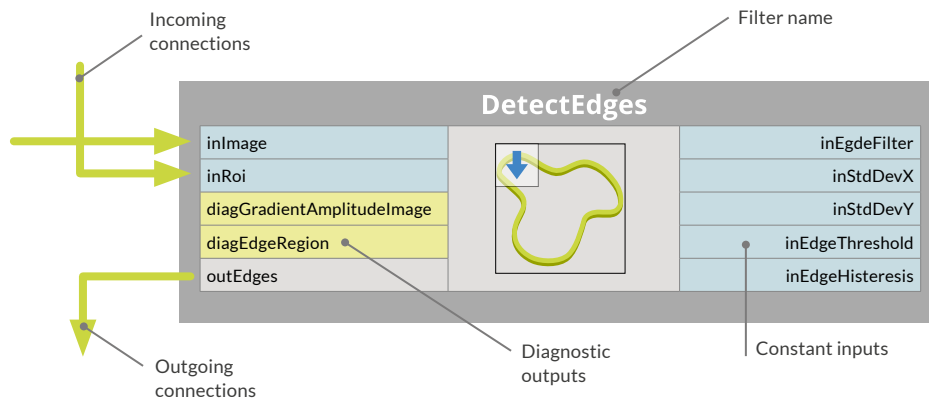 Incoming
connections
Filter name
DetectEdges
inImage
inRoi
diagGradientAmplitudeImage
diagEdgeRegion
outEdges
inEgdeFilter
inStdDevX
inStdDevY
inEdgeThreshold
inEdgeHisteresis
Outgoing
connections
Diagnostic
outputs
Constant inputs